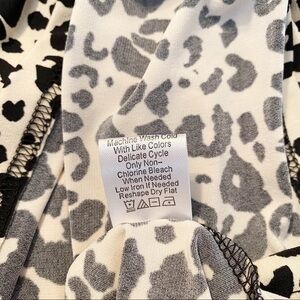 Machine Wash Cold
With Like Colors
Delicate Cycle
Only Non-
Chlorine Bleach
When Needed
Low Iron If Needed
Reshape Dry Flat